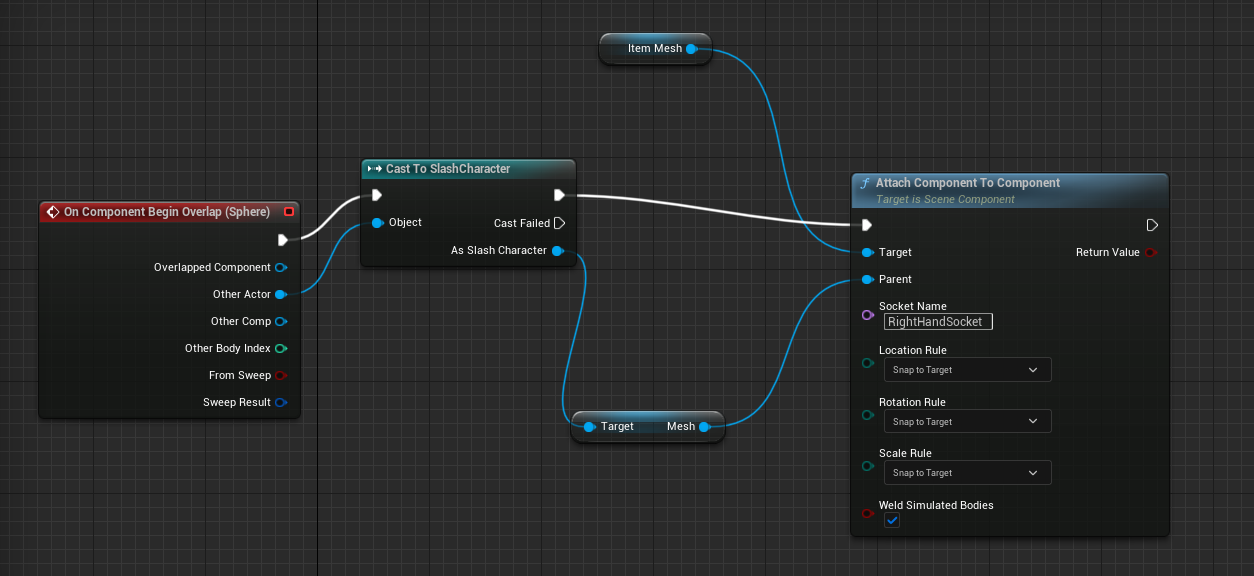 Item Mesh
On Component Begin Overlap (Sphere)
Overlapped Component
Other Actor
Other Comp
Other Body Index
From Sweep
Sweep Result
Cast To SlashCharacter
Object
Cast Failed
As Slash Character
Target Mesh
Attach Component To Component
Target is Scene Component
Target
Return Value
Parent
Socket Name
RightHandSocket
Location Rule
Snap to Target
Rotation Rule
Snap to Target
Scale Rule
Snap to Target
Weld Simulated Bodies